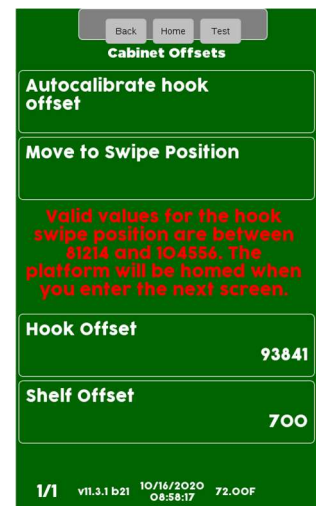 Back Home Test
Cabinet Offsets
Autocalibrate hook
offset
Move to Swipe Position
Valid values for the hook
swipe position are between
81214 and 104556. The
platform will be homed when
you enter the next screen.
Hook Offset
93841
Shelf Offset
700
1/1 v11.3.1 b21 10/16/2020 08:58:17 72.00F